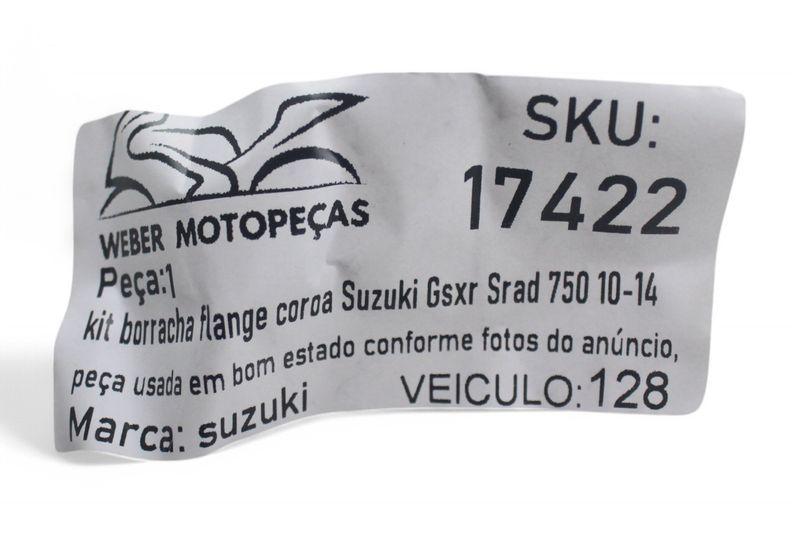 WEBER MOTOPEÇAS
SKU:
17422
Peça:1
kit borracha flange coroa Suzuki Gsxr Srad 750 10-14
peça usada em bom estado conforme fotos do anúncio,
Marca: suzuki
VEICULO: 128